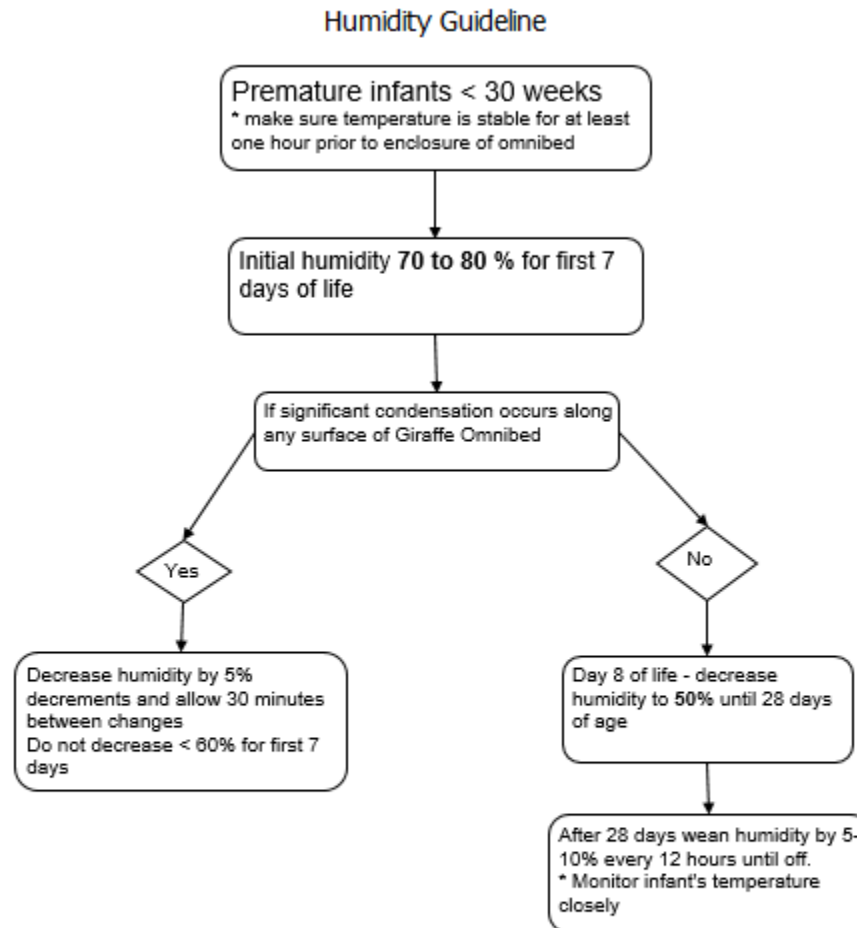 Humidity Guideline
Premature infants < 30 weeks
* make sure temperature is stable for at least
one hour prior to enclosure of omnibed
Initial humidity 70 to 80 % for first 7
days of life
If significant condensation occurs along
any surface of Giraffe Omnibed
Yes
No
Decrease humidity by 5%
decrements and allow 30 minutes
between changes
Do not decrease < 60% for first 7
days
Day 8 of life - decrease
humidity to 50% until 28 days
of age
After 28 days wean humidity by 5-
10% every 12 hours until off.
* Monitor infant's temperature
closely